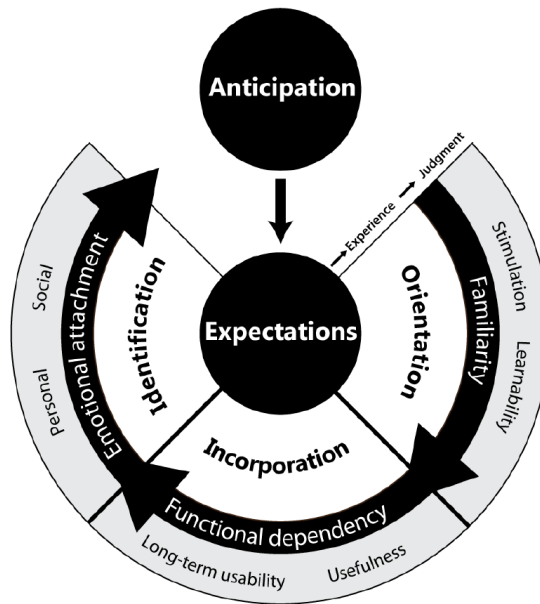 Anticipation
Expectations
Experience
Judgment
Orientation
Familiarity
Stimulation
Learnability
Incorporation
Functional dependency
Usefulness
Long-term usability
Identification
Emotional attachment
Personal
Social